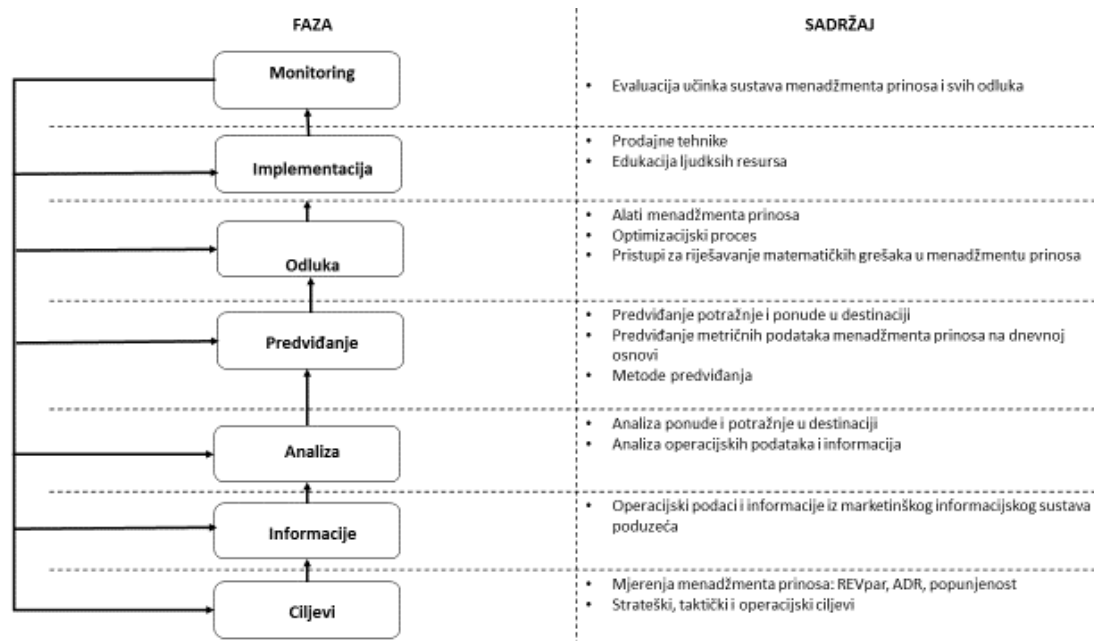 FAZA
SADRŽAJ
Monitoring
• Evaluacija učinka sustava menadžmenta prinosa i svih odluka
Implementacija
• Prodajne tehnike
• Edukacija ljudksih resursa
Odluka
• Alati menadžmenta prinosa
• Optimizacijski proces
• Pristupi za riješavanje matematičkih grešaka u menadžmentu prinosa
Predviđanje
• Predviđanje potražnje i ponude u destinaciji
• Predviđanje metričnih podataka menadžmenta prinosa na dnevnoj
osnovi
• Metode predviđanja
Analiza
• Analiza ponude i potražnje u destinaciji
• Analiza operacijskih podataka i informacija
Informacije
• Operacijski podaci i informacije iz marketinškog informacijskog sustava
poduzeća
Ciljevi
• Mjerenja menadžmenta prinosa: REVpar, ADR, popunjenost
• Strateški, taktički i operacijski ciljevi